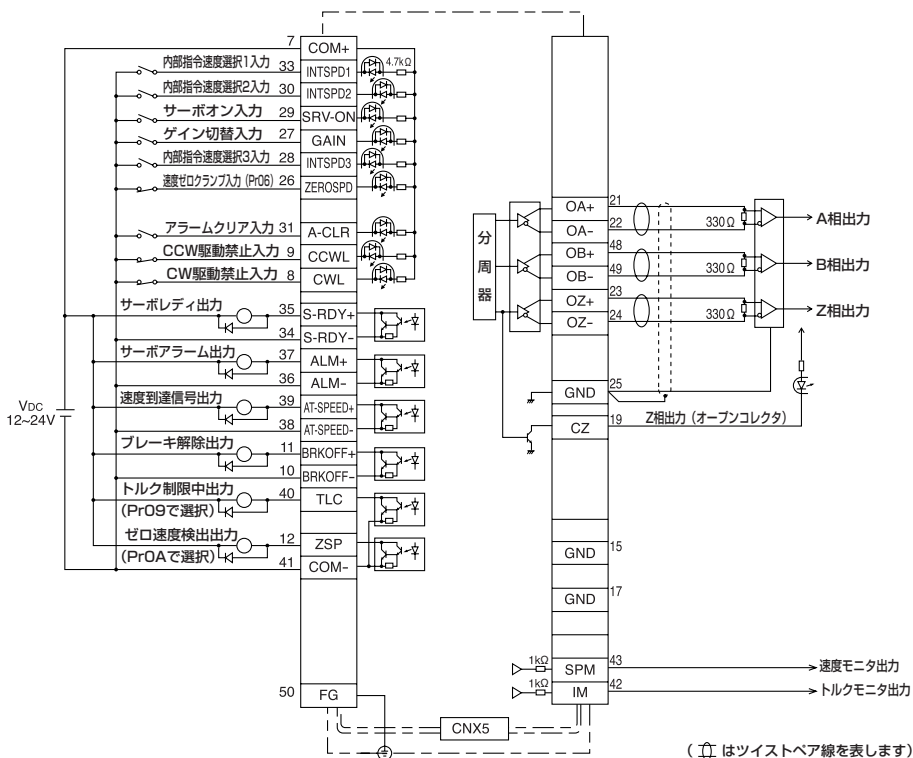 7 COM+
内部指令速度選択1入力 33 INTSPD1 4.7kΩ
内部指令速度選択2入力 30 INTSPD2
サーボオン入力 29 SRV-ON
ゲイン切替入力 27 GAIN
内部指令速度選択3入力 28 INTSPD3
速度ゼロクランプ入力 (Pr06) 26 ZEROSPD
アラームクリア入力 31 A-CLR
CCW駆動禁止入力 9 CCWL
CW駆動禁止入力 8 CWL
サーボレディ出力 35 S-RDY+
34 S-RDY-
サーボアラーム出力 37 ALM+
36 ALM-
VDC
12~24V
速度到達信号出力 39 AT-SPEED+
38 AT-SPEED-
ブレーキ解除出力 11 BRKOFF+
10 BRKOFF-
トルク制限中出力 40 TLC
(Pr09で選択)
ゼロ速度検出出力 12 ZSP
(Pr0Aで選択)
41 COM-
50 FG
CNX5
分周器
OA+ 21
OA- 22 330Ω A相出力
OB+ 48
OB- 49 330Ω B相出力
OZ+ 23
OZ- 24 330Ω Z相出力
GND 25
CZ 19 Z相出力(オープンコレクタ)
GND 15
GND 17
1kΩ SPM 43 速度モニタ出力
1kΩ IM 42 トルクモニタ出力
( はツイストペア線を表します)